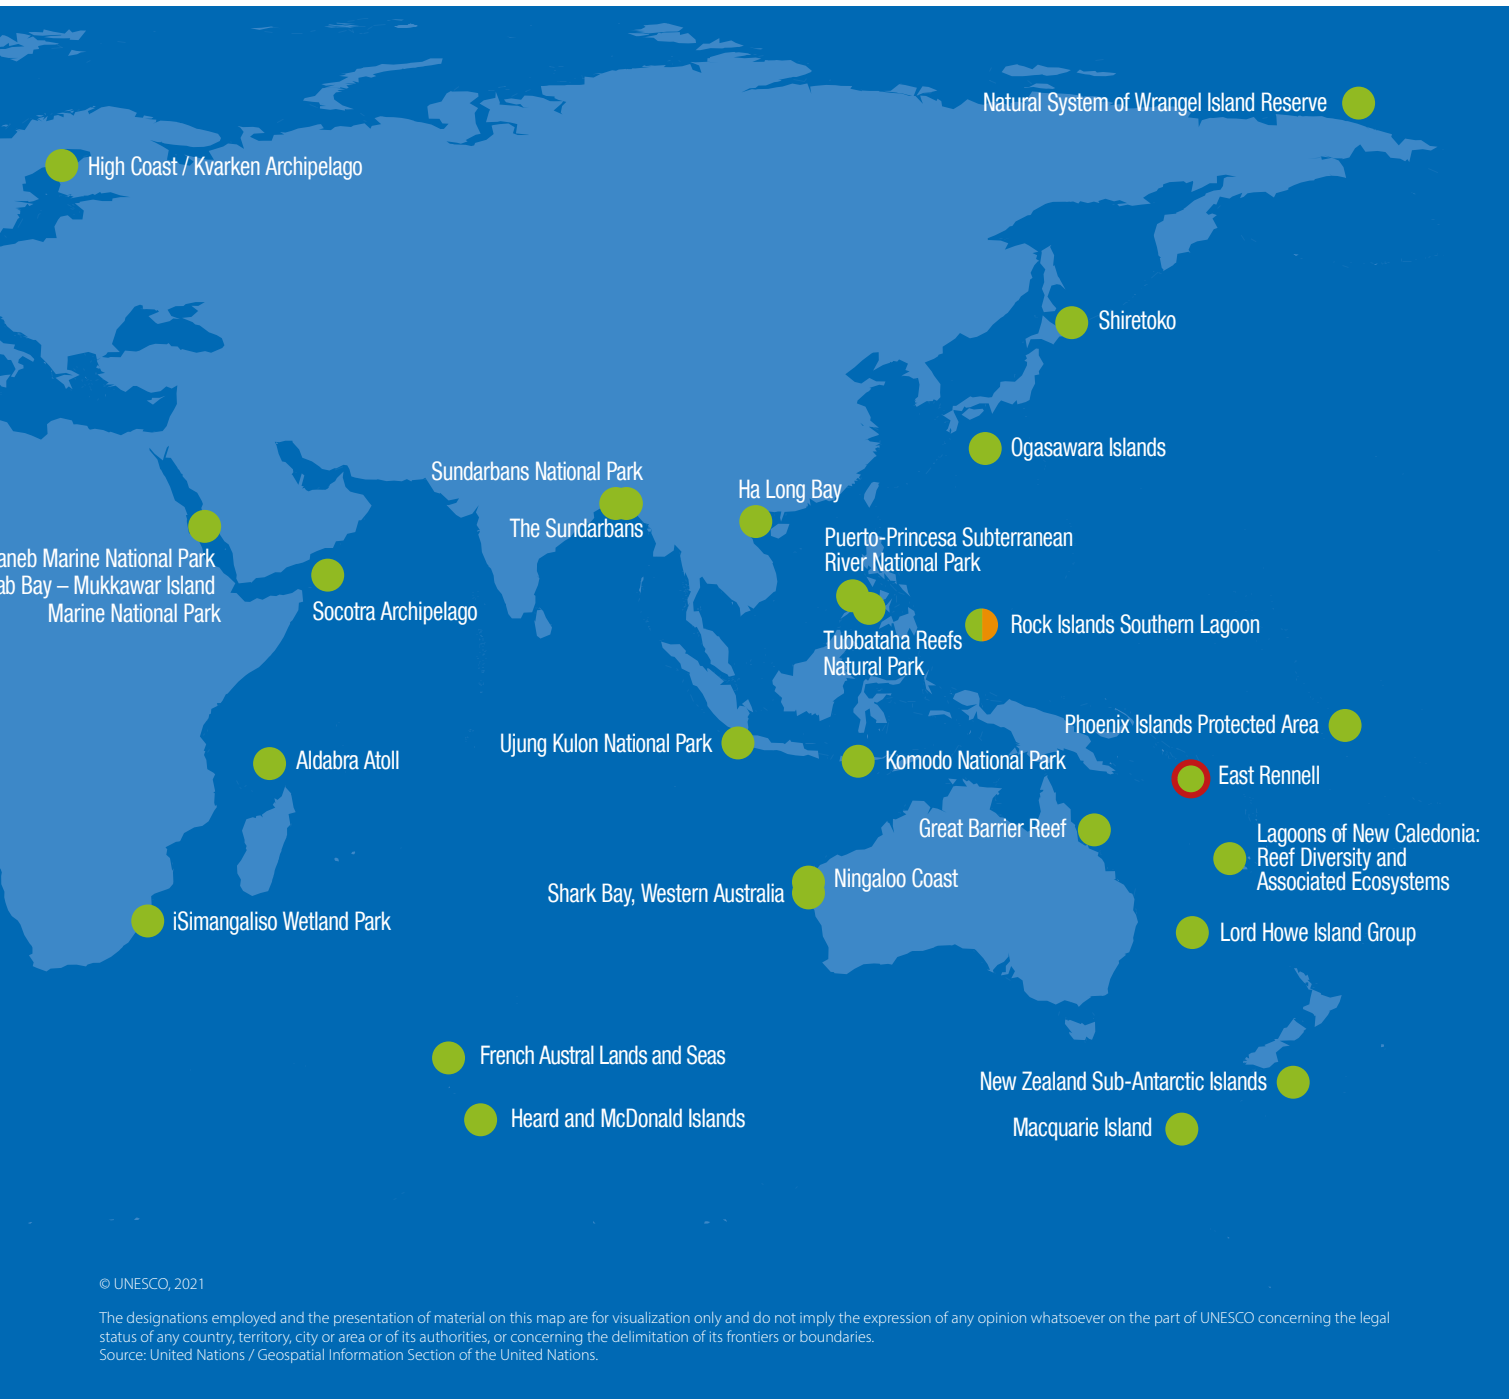 Natural System of Wrangel Island Reserve
High Coast / Kvarken Archipelago
Shiretoko
Ogasawara Islands
Sundarbans National Park
The Sundarbans
Ha Long Bay
Puerto-Princesa Subterranean
River National Park
aneb Marine National Park
ab Bay – Mukkawar Island
Marine National Park
Socotra Archipelago
Tubbataha Reefs
Natural Park
Rock Islands Southern Lagoon
Phoenix Islands Protected Area
Ujung Kulon National Park
Komodo National Park
Aldabra Atoll
East Rennell
Great Barrier Reef
Lagoons of New Caledonia:
Reef Diversity and
Associated Ecosystems
Ningaloo Coast
Shark Bay, Western Australia
iSimangaliso Wetland Park
Lord Howe Island Group
French Austral Lands and Seas
New Zealand Sub-Antarctic Islands
Heard and McDonald Islands
Macquarie Island
© UNESCO, 2021
The designations employed and the presentation of material on this map are for visualization only and do not imply the expression of any opinion whatsoever on the part of UNESCO concerning the legal
status of any country, territory, city or area or of its authorities, or concerning the delimitation of its frontiers or boundaries.
Source: United Nations / Geospatial Information Section of the United Nations.